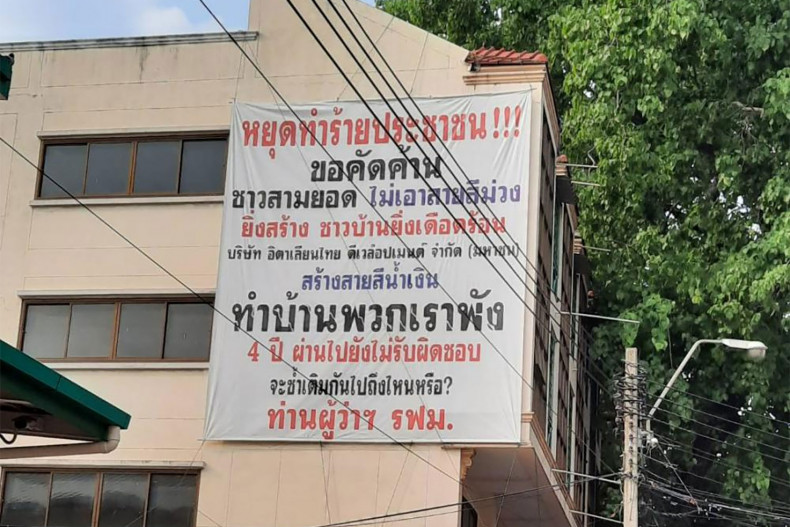 หยุดทำร้ายประชาชน!!!
ขอคัดค้าน
ชาวสามยอด ไม่เอาสายสีม่วง
ยิ่งสร้าง ชาวบ้านยิ่งเดือดร้อน
บริษัท อิตาเลียนไทย ดีเวล๋อปเมนต์ จำกัด (มหาชน)
สร้างสายสีน้ำเงิน
ทำบ้านพวกเราพัง
4 ปี ผ่านไปยังไม่รับผิดชอบ
จะซ้ำเติมกันไปถึงไหนหรือ?
ท่านผู้ว่าฯ รฟม.